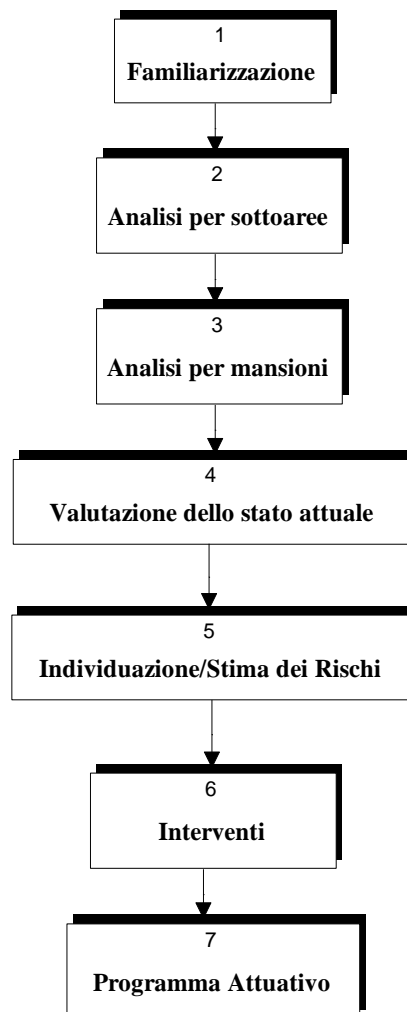 1
Familiarizzazione
2
Analisi per sottoaree
3
Analisi per mansioni
4
Valutazione dello stato attuale
5
Individuazione/Stima dei Rischi
6
Interventi
7
Programma Attuativo